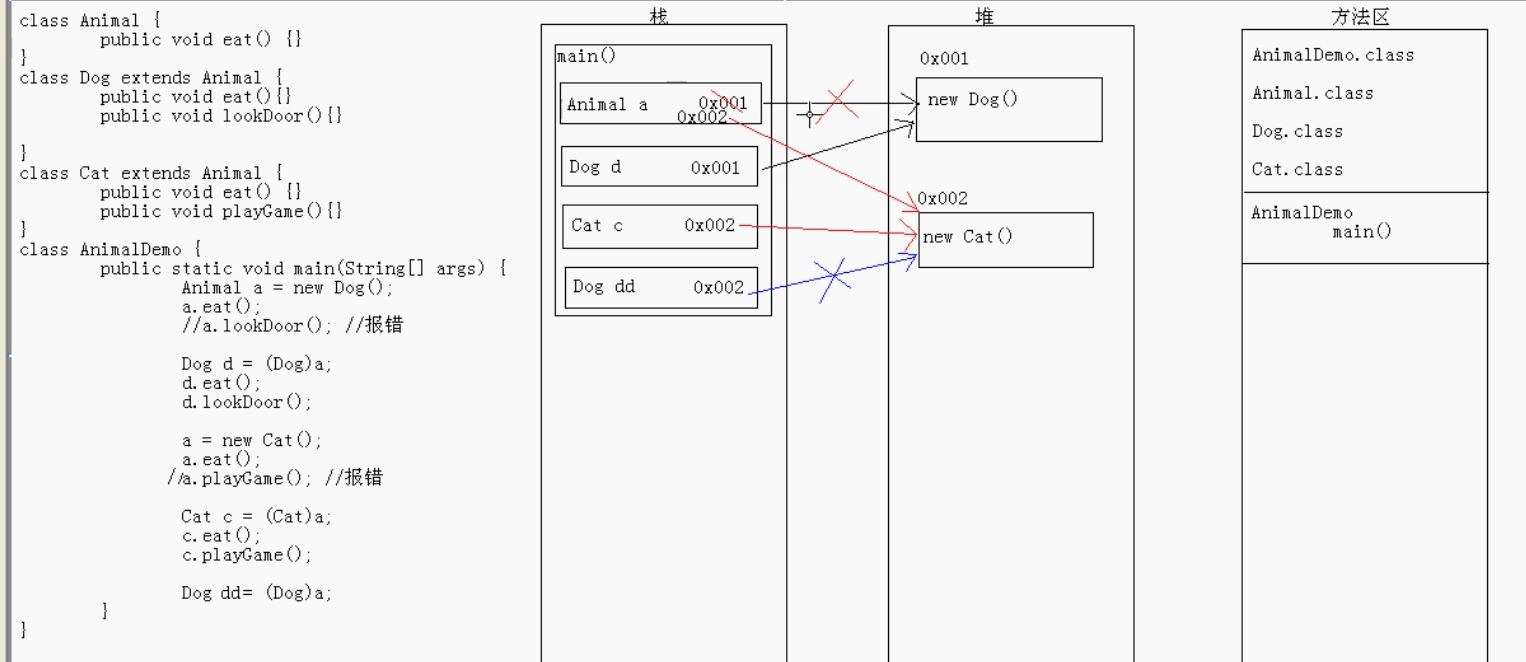 class Animal {
public void eat() {}
}
class Dog extends Animal {
public void eat(){}
public void lookDoor(){}
}
class Cat extends Animal {
public void eat() {}
public void playGame(){}
}
class AnimalDemo {
public static void main(String[] args) {
Animal a = new Dog();
a.eat();
//a.lookDoor(); //报错
Dog d = (Dog)a;
d.eat();
d.lookDoor();
a = new Cat();
a.eat();
//a.playGame(); //报错
Cat c = (Cat)a;
c.eat();
c.playGame();
Dog dd= (Dog)a;
}
}
栈
main()
Animal a 0x001
0x002
Dog d 0x001
Cat c 0x002
Dog dd 0x002
堆
0x001
new Dog()
0x002
new Cat()
方法区
AnimalDemo.class
Animal.class
Dog.class
Cat.class
AnimalDemo
main()